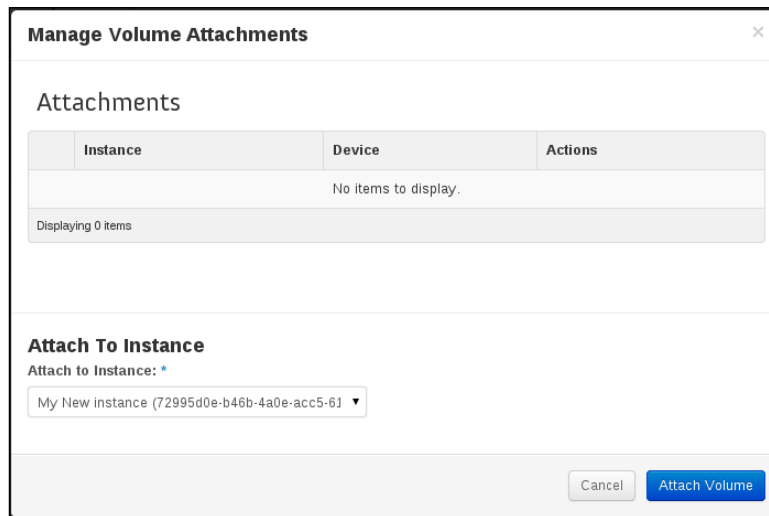 Manage Volume Attachments ×
Attachments
Instance Device Actions
No items to display.
Displaying 0 items
Attach To Instance
Attach to Instance: *
My New instance (72995d0e-b46b-4a0e-acc5-61
Cancel Attach Volume